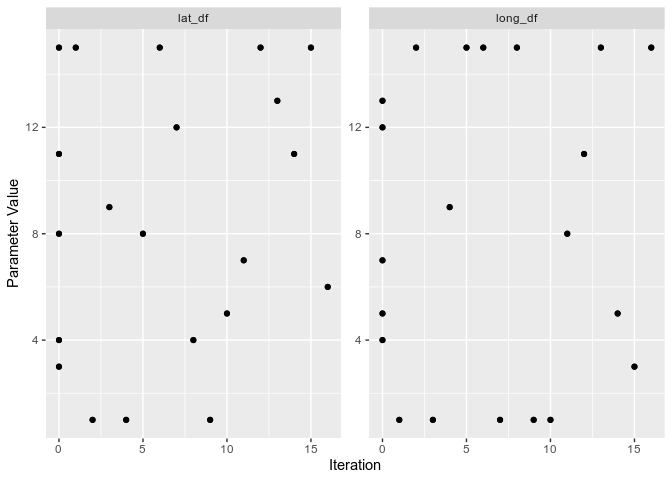 lat_df long_df
12 12
8 8
4 4
0 5 10 15 0 5 10 15
Parameter Value
Iteration